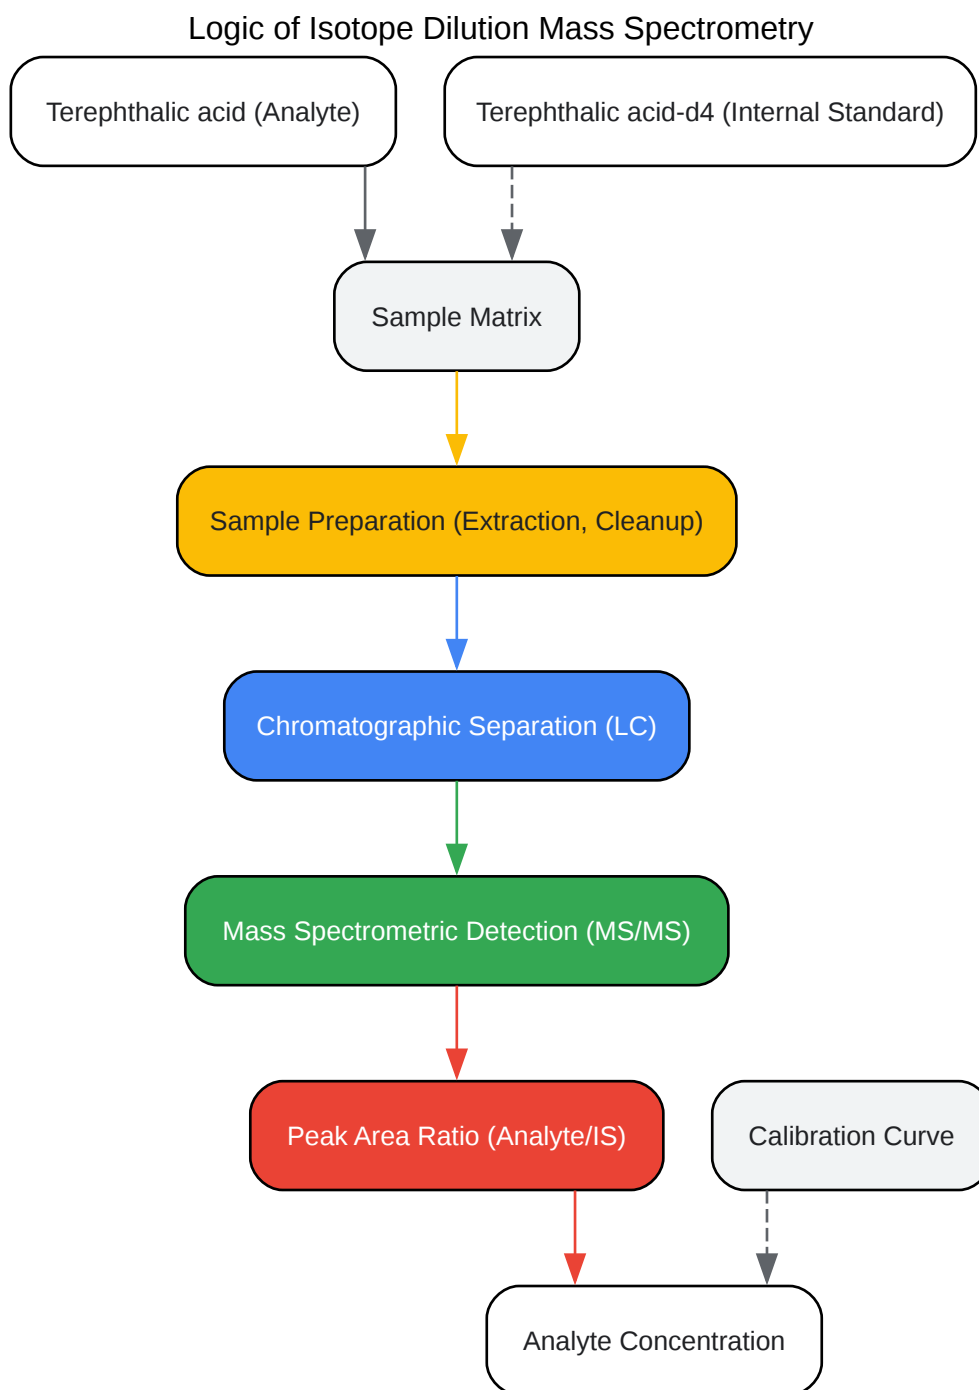 Logic of Isotope Dilution Mass Spectrometry
Terephthalic acid (Analyte)
Terephthalic acid-d4 (Internal Standard)
Sample Matrix
Sample Preparation (Extraction, Cleanup)
Chromatographic Separation (LC)
Mass Spectrometric Detection (MS/MS)
Peak Area Ratio (Analyte/IS)
Calibration Curve
Analyte Concentration